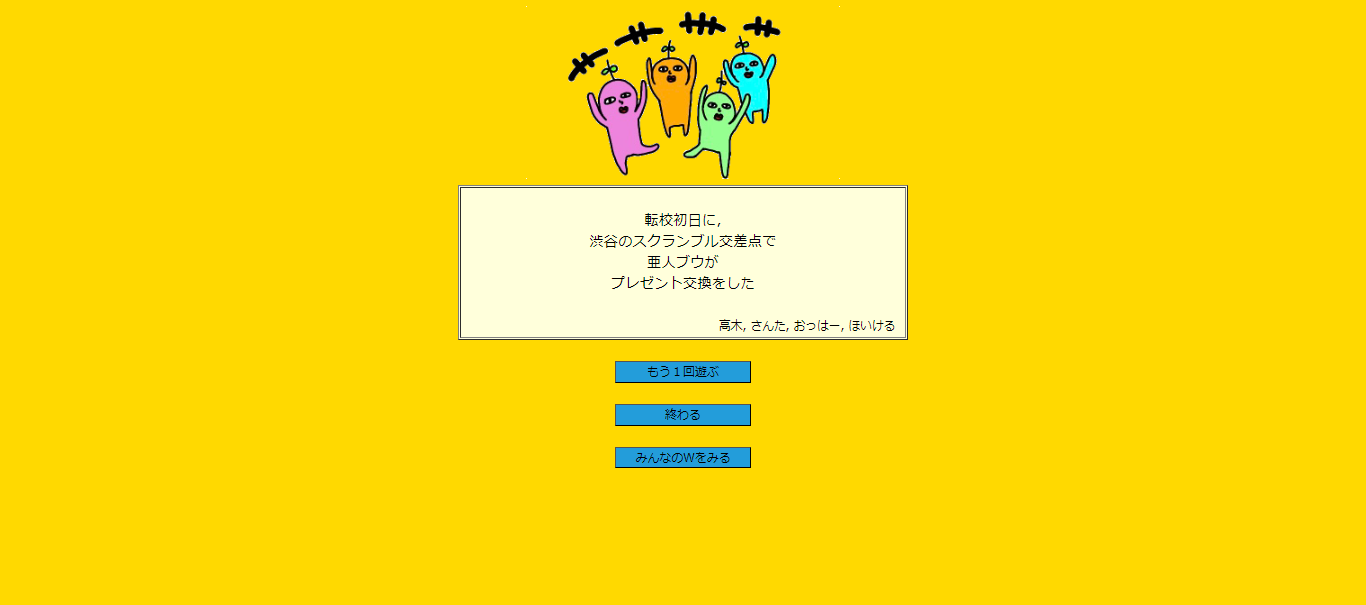 転校初日に,
渋谷のスクランブル交差点で
亜人ブウが
プレゼント交換をした
高木, さんた, おっはー, ほいける
もう１回遊ぶ
終わる
みんなのWをみる